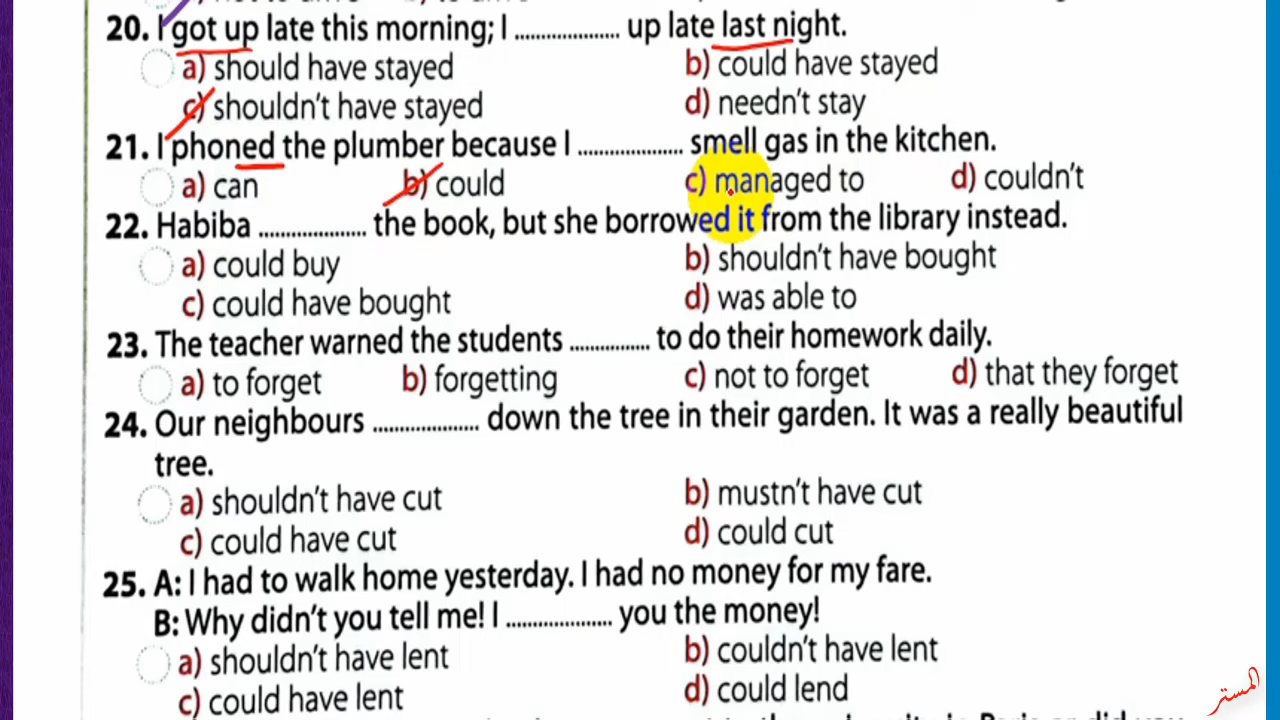 20. I got up late this morning; I .................... up late last night.
a) should have stayed b) could have stayed
c) shouldn't have stayed d) needn't stay
21. I phoned the plumber because I .................... smell gas in the kitchen.
a) can b) could c) managed to d) couldn't
22. Habiba .................... the book, but she borrowed it from the library instead.
a) could buy b) shouldn't have bought
c) could have bought d) was able to
23. The teacher warned the students ............... to do their homework daily.
a) to forget b) forgetting c) not to forget d) that they forget
24. Our neighbours .................... down the tree in their garden. It was a really beautiful
tree.
a) shouldn't have cut b) mustn't have cut
c) could have cut d) could cut
25. A: I had to walk home yesterday. I had no money for my fare.
B: Why didn't you tell me! I .................... you the money!
a) shouldn't have lent b) couldn't have lent
c) could have lent d) could lend
المستر